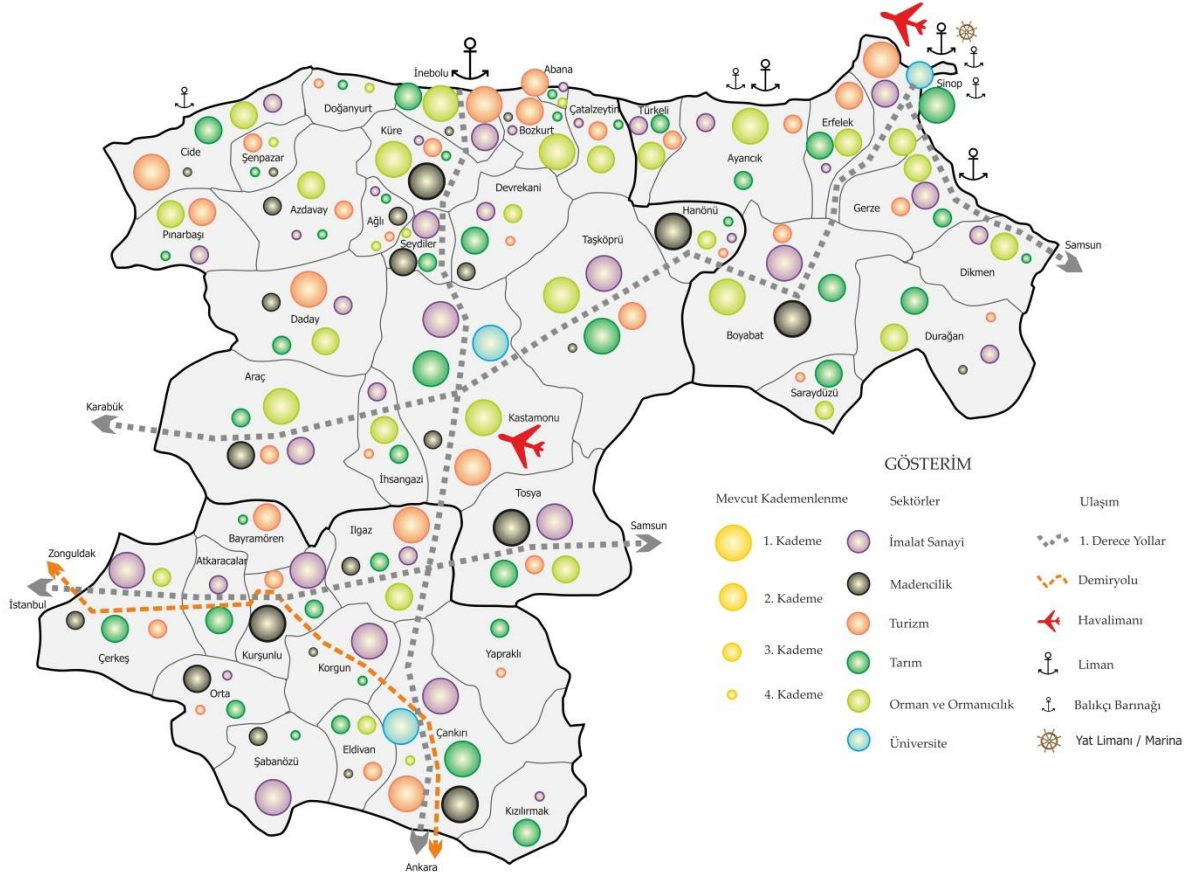 İnebolu
Abana
Doğanyurt
Bozkurt
Çatalzeytin
Türkeli
Sinop
Cide
Şenpazar
Küre
Ayancık
Erfelek
Azdavay
Ağlı
Devrekani
Hanönü
Gerze
Pınarbaşı
Seydiler
Taşköprü
Samsun
Dikmen
Daday
Boyabat
Durağan
Araç
Saraydüzü
Karabük
Kastamonu
İhsangazi
Tosya
Ilgaz
Bayramören
Samsun
Zonguldak
Atkaracalar
İstanbul
Çerkeş
Kurşunlu
Korgun
Yapraklı
Orta
Çankırı
Şabanözü
Eldivan
Kızılırmak
Ankara
GÖSTERİM
Mevcut Kademenlenme
1. Kademe
2. Kademe
3. Kademe
4. Kademe
Sektörler
İmalat Sanayi
Madencilik
Turizm
Tarım
Orman ve Ormanıcılık
Üniversite
Ulaşım
1. Derece Yollar
Demiryolu
Havalimanı
Liman
Balıkçı Barınağı
Yat Limanı / Marina